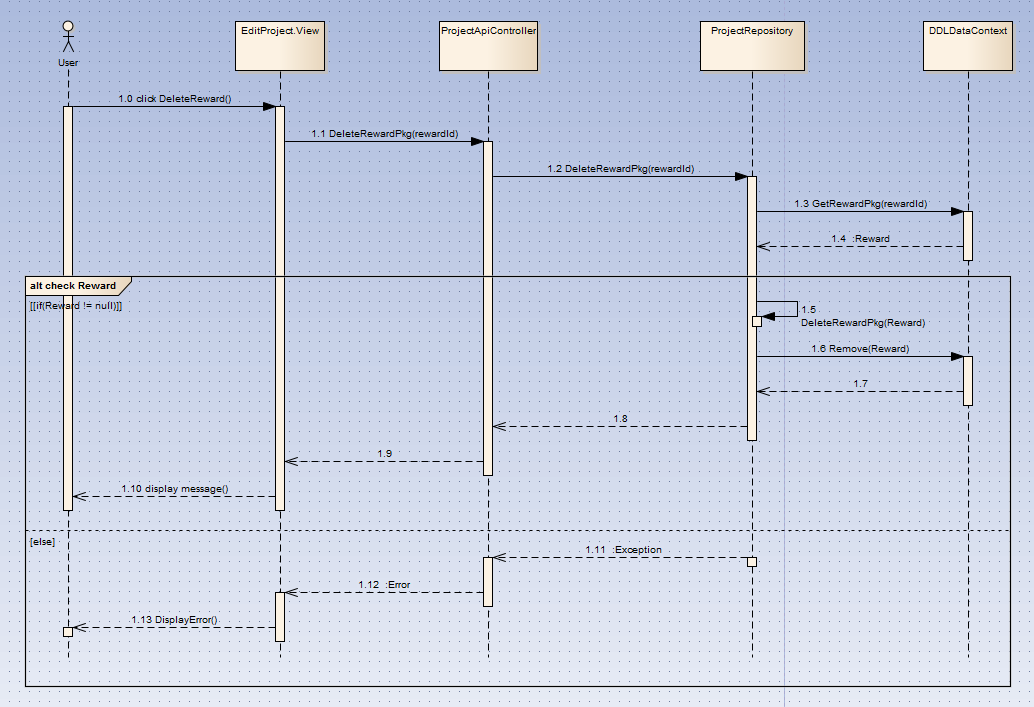 EditProject.View
ProjectApiController
ProjectRepository
DDLDataContext
User
1.0 click DeleteReward()
1.1 DeleteRewardPkg(rewardId)
1.2 DeleteRewardPkg(rewardId)
1.3 GetRewardPkg(rewardId)
1.4 :Reward
alt check Reward
[[if(Reward != null)]]
1.5
DeleteRewardPkg(Reward)
1.6 Remove(Reward)
1.7
1.8
1.9
1.10 display message()
[else]
1.11 :Exception
1.12 :Error
1.13 DisplayError()